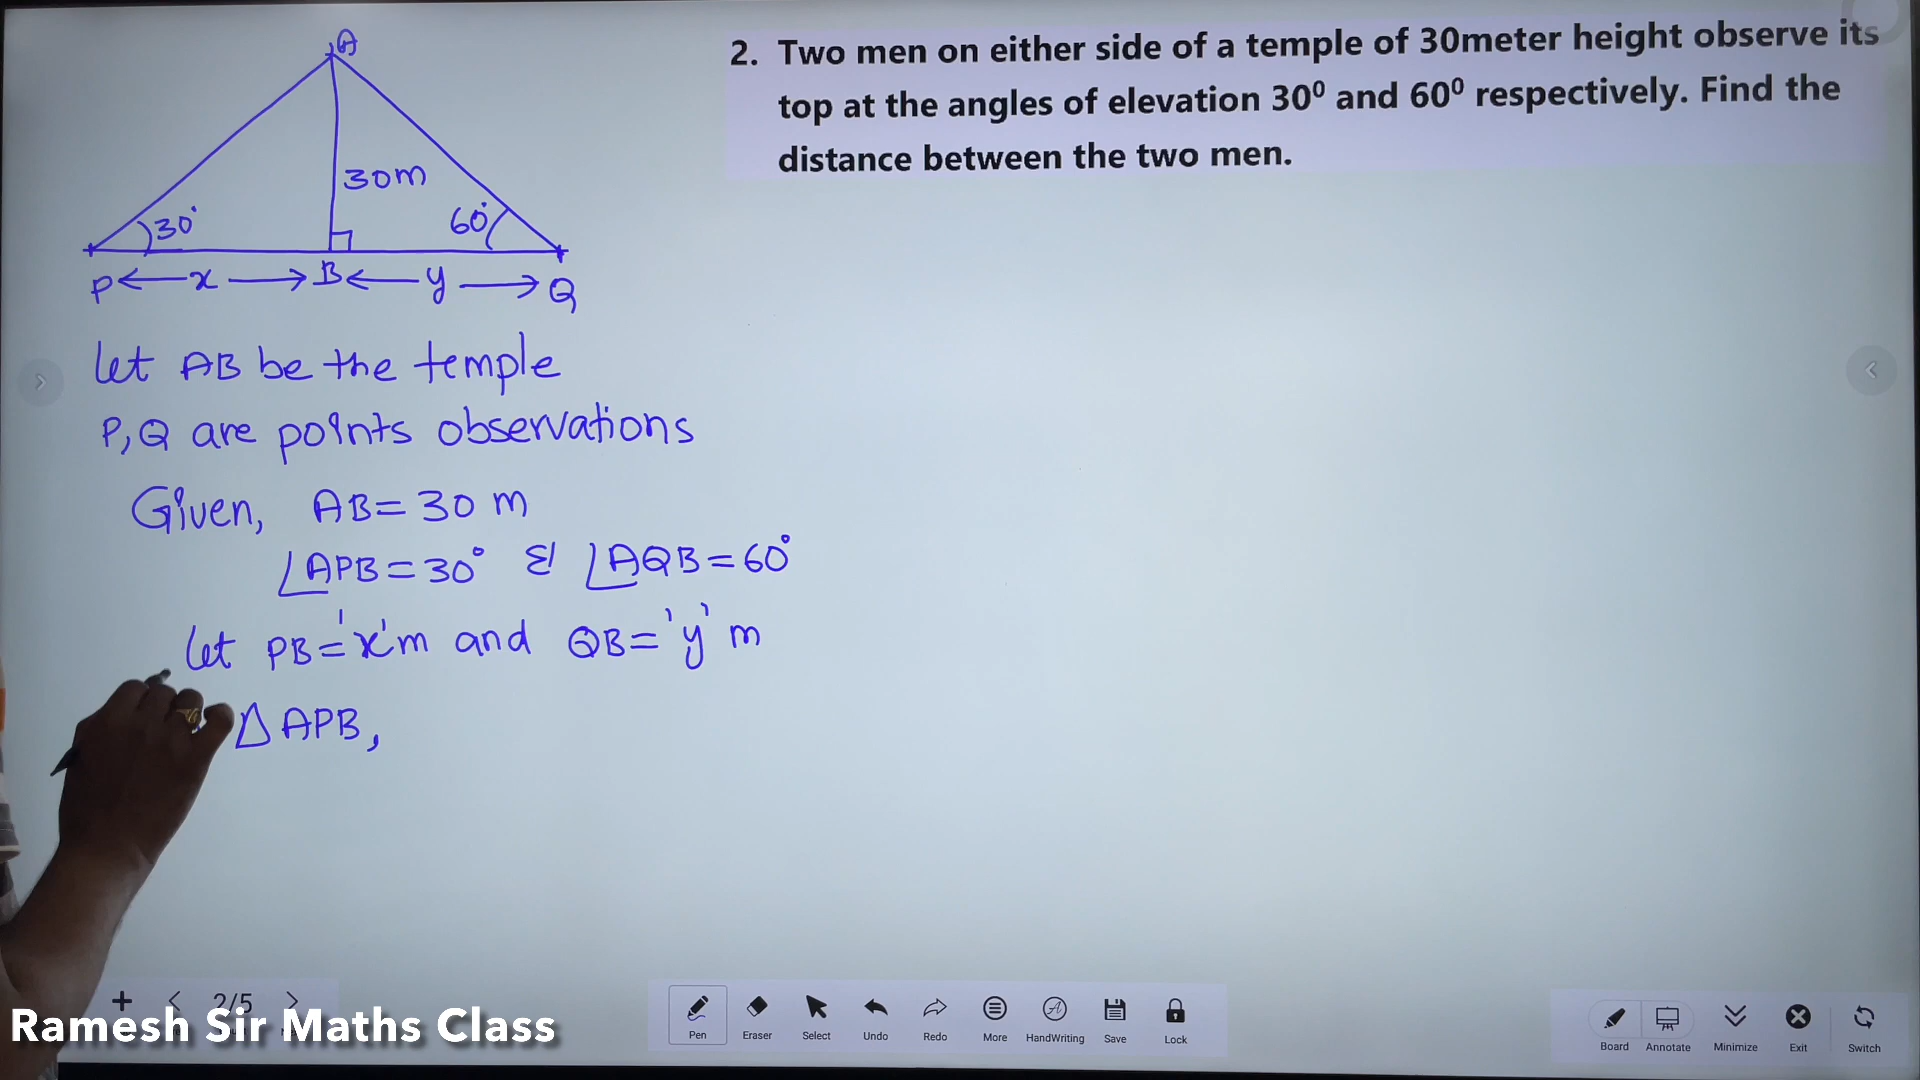 A
30m
30°
60°
P ←x→ B ←y→ Q
2. Two men on either side of a temple of 30meter height observe its
top at the angles of elevation 30⁰ and 60⁰ respectively. Find the
distance between the two men.
let AB be the temple
P, Q are points observations
Given, AB = 30 m
∠APB = 30° & ∠AQB = 60°
let PB = 'x' m and QB = 'y' m
△ APB,
2/5
Ramesh Sir Maths Class
Pen Eraser Select Undo Redo More HandWriting Save Lock
Board Annotate Minimize Exit Switch